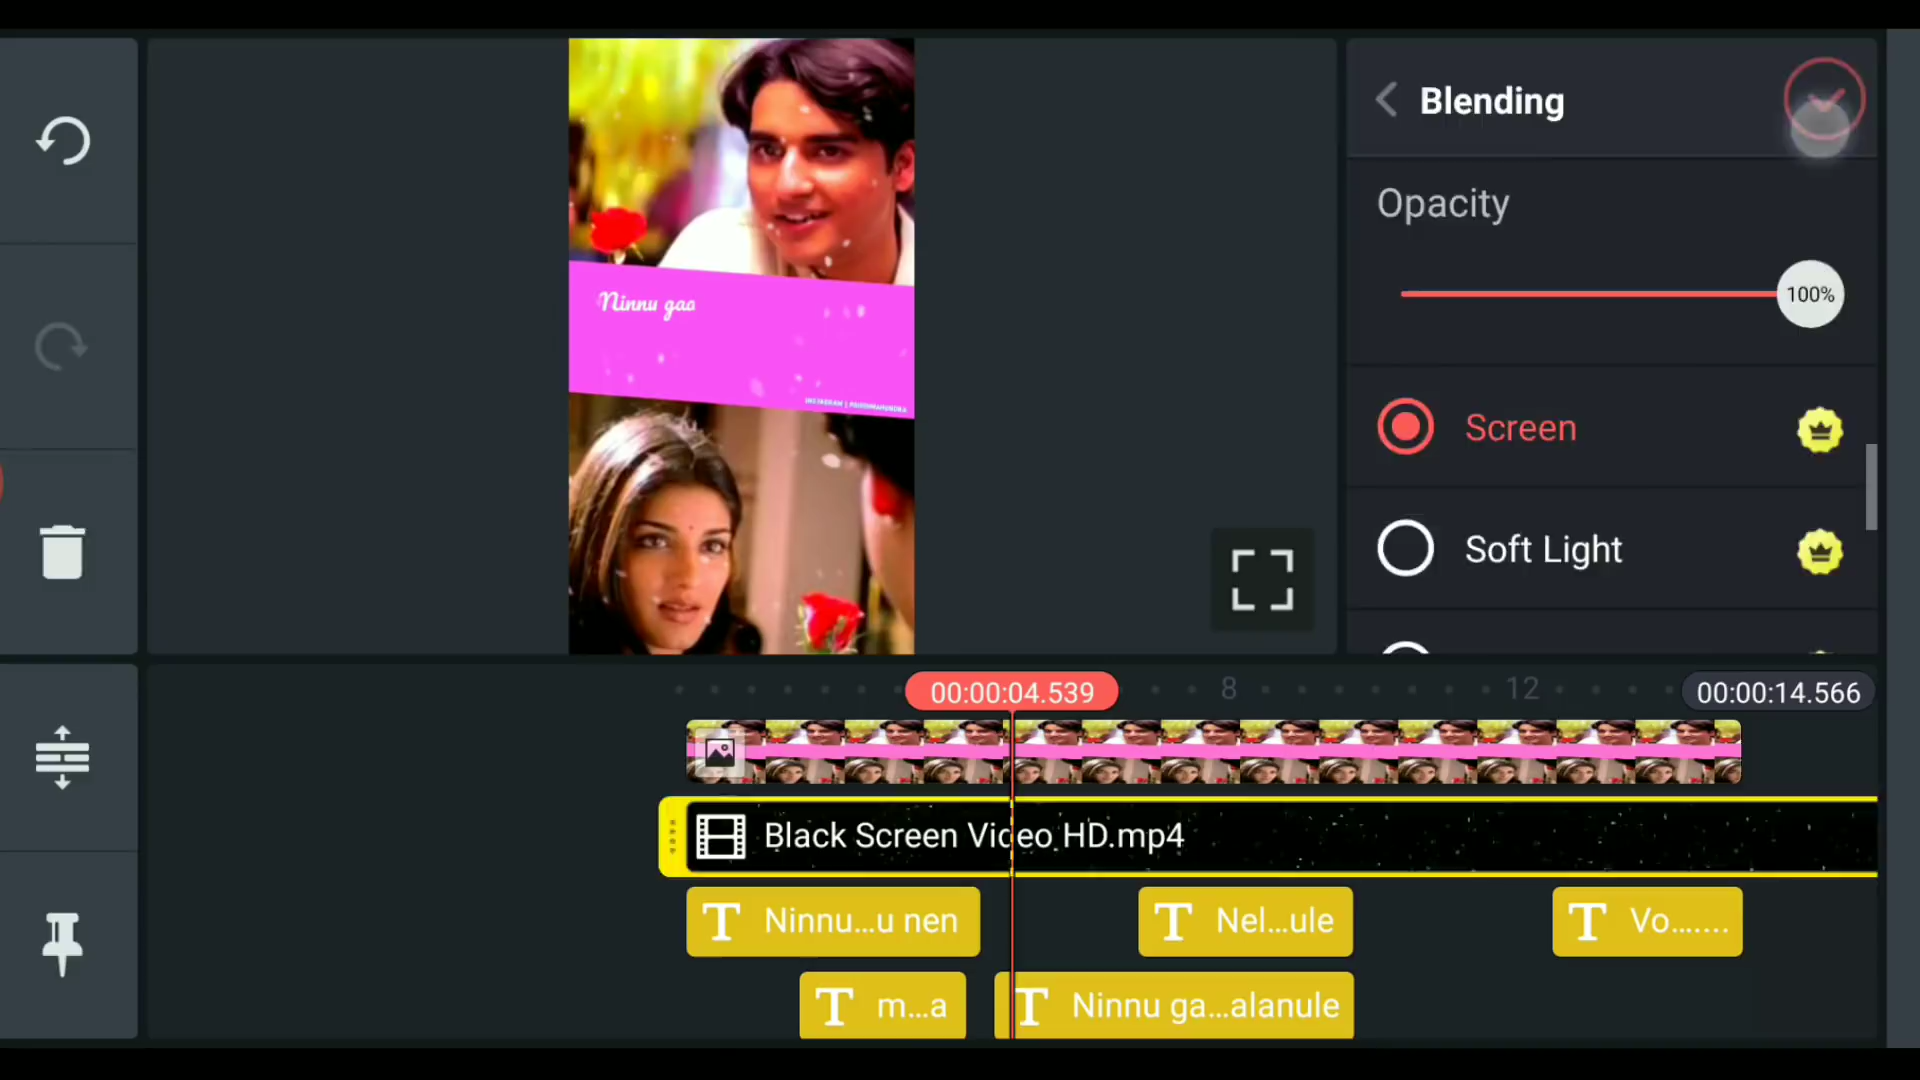 Blending
Opacity
100%
Screen
Soft Light
Ninnu gaa
INSTAGRAM |
00:00:04.539
8
12
00:00:14.566
Black Screen Video HD.mp4
T Ninnu...u nen
T Nel...ule
T Vo.......
T m...a
T Ninnu ga...alanule